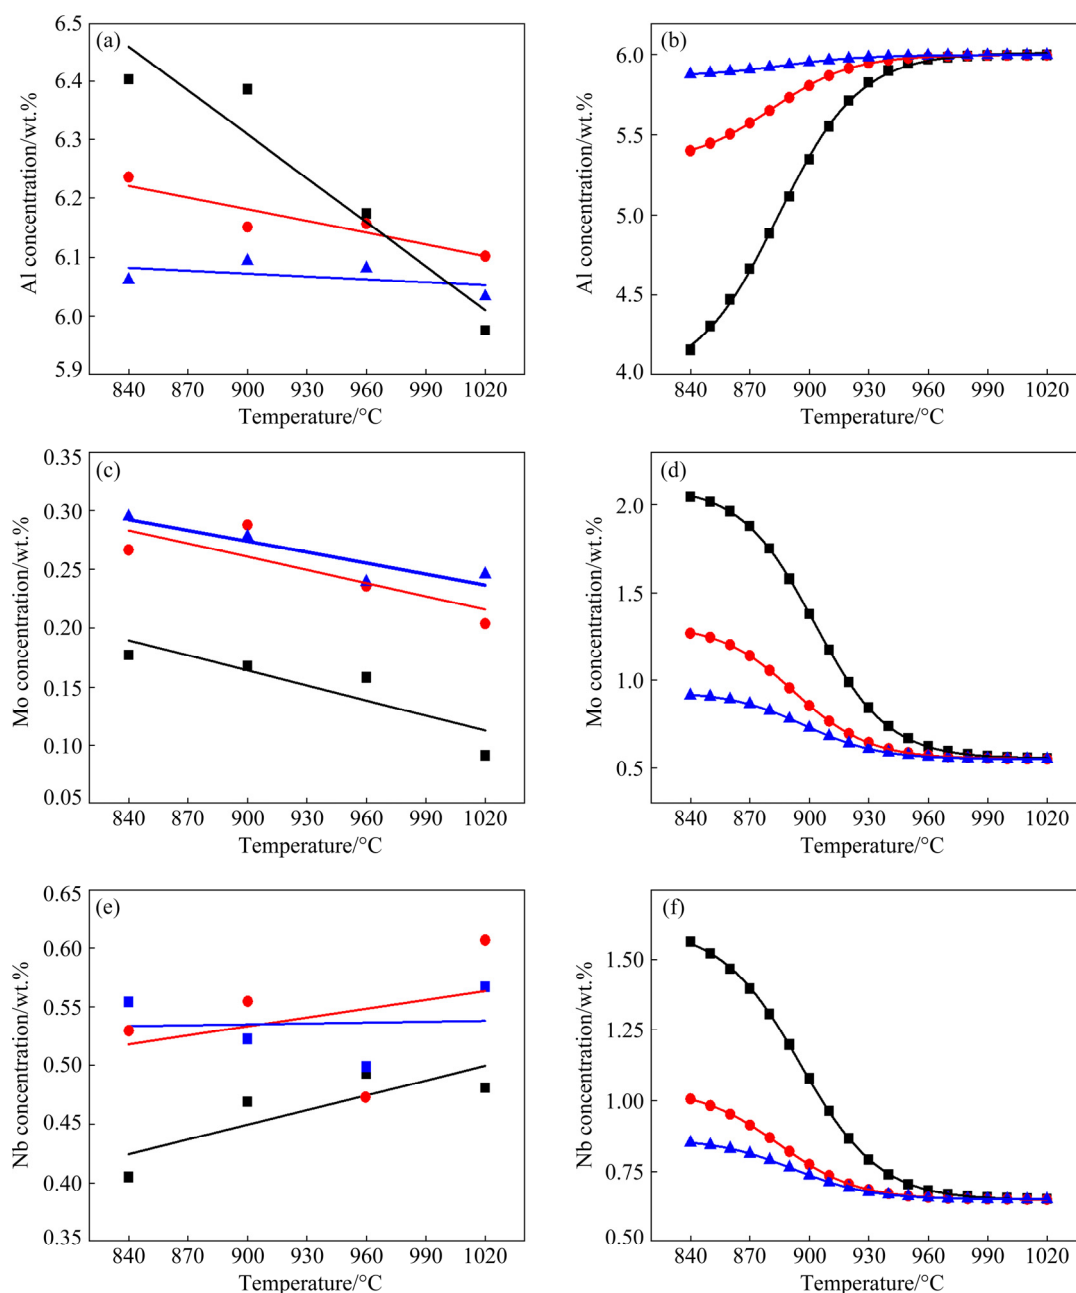 (a)
6.5
6.4
6.3
6.2
6.1
6.0
5.9
Al concentration/wt.%
840 870 900 930 960 990 1020
Temperature/°C
(b)
6.0
5.5
5.0
4.5
4.0
Al concentration/wt.%
840 870 900 930 960 990 1020
Temperature/°C
(c)
0.35
0.30
0.25
0.20
0.15
0.10
0.05
Mo concentration/wt.%
840 870 900 930 960 990 1020
Temperature/°C
(d)
2.0
1.5
1.0
0.5
Mo concentration/wt.%
840 870 900 930 960 990 1020
Temperature/°C
(e)
0.65
0.60
0.55
0.50
0.45
0.40
0.35
Nb concentration/wt.%
840 870 900 930 960 990 1020
Temperature/°C
(f)
1.50
1.25
1.00
0.75
0.50
Nb concentration/wt.%
840 870 900 930 960 990 1020
Temperature/°C